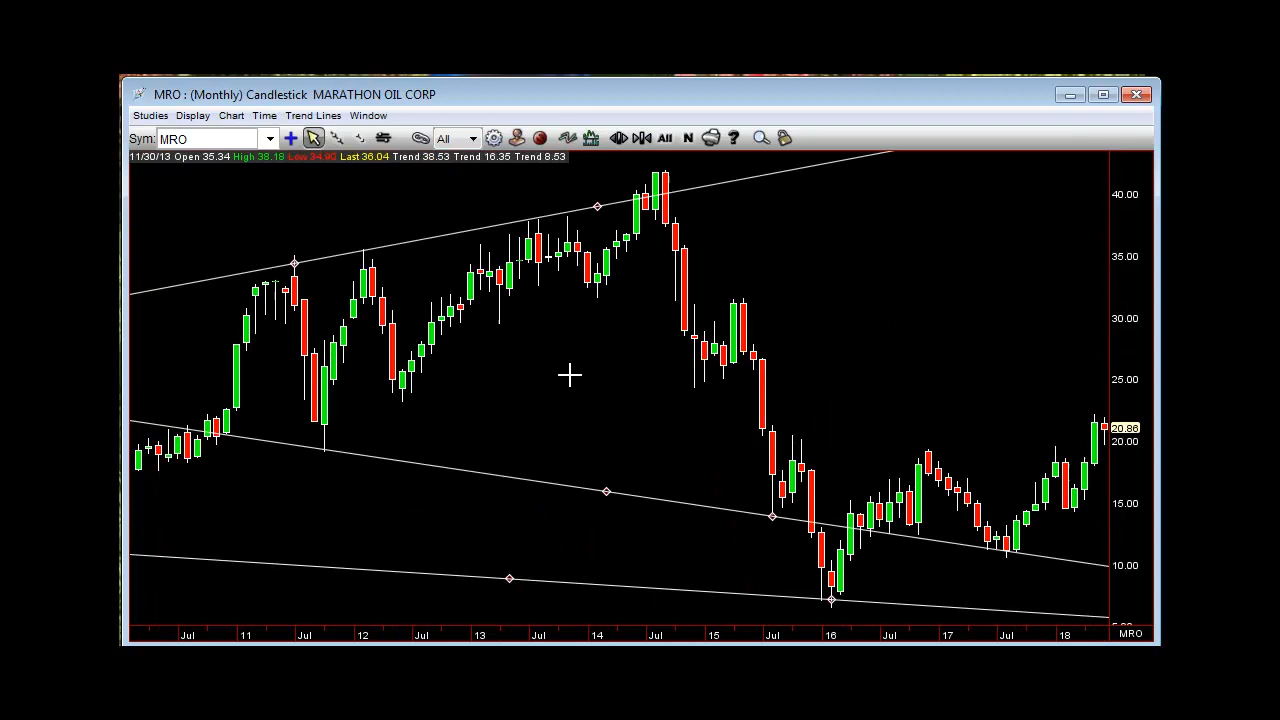 MRO : (Monthly) Candlestick MARATHON OIL CORP
Studies Display Chart Time Trend Lines Window
Sym: MRO All All N ?
11/30/13 Open 35.34 High 38.18 Low 34.90 Last 36.04 Trend 38.53 Trend 16.35 Trend 8.53
40.00
35.00
30.00
25.00
20.86
20.00
15.00
10.00
5.00
Jul 11 Jul 12 Jul 13 Jul 14 Jul 15 Jul 16 Jul 17 Jul 18 MRO